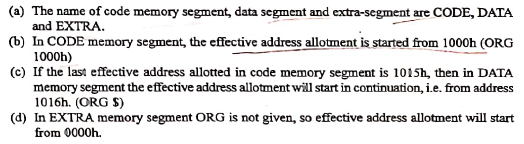 (a) The name of code memory segment, data segment and extra-segment are CODE, DATA
and EXTRA.
(b) In CODE memory segment, the effective address allotment is started from 1000h (ORG
1000h)
(c) If the last effective address allotted in code memory segment is 1015h, then in DATA
memory segment the effective address allotment will start in continuation, i.e. from address
1016h. (ORG $)
(d) In EXTRA memory segment ORG is not given, so effective address allotment will start
from 0000h.